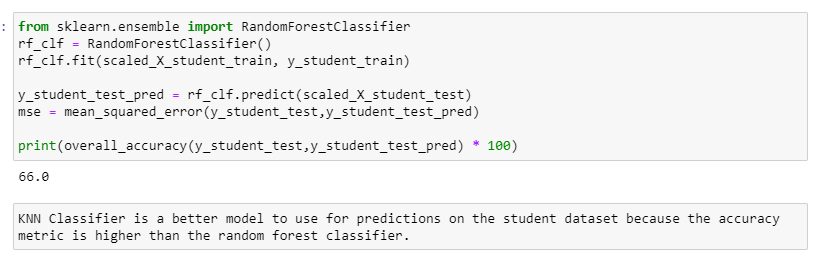 : from sklearn.ensemble import RandomForestClassifier
rf_clf = RandomForestClassifier()
rf_clf.fit(scaled_X_student_train, y_student_train)
y_student_test_pred = rf_clf.predict(scaled_X_student_test)
mse = mean_squared_error(y_student_test,y_student_test_pred)
print(overall_accuracy(y_student_test,y_student_test_pred) * 100)
66.0
KNN Classifier is a better model to use for predictions on the student dataset because the accuracy
metric is higher than the random forest classifier.